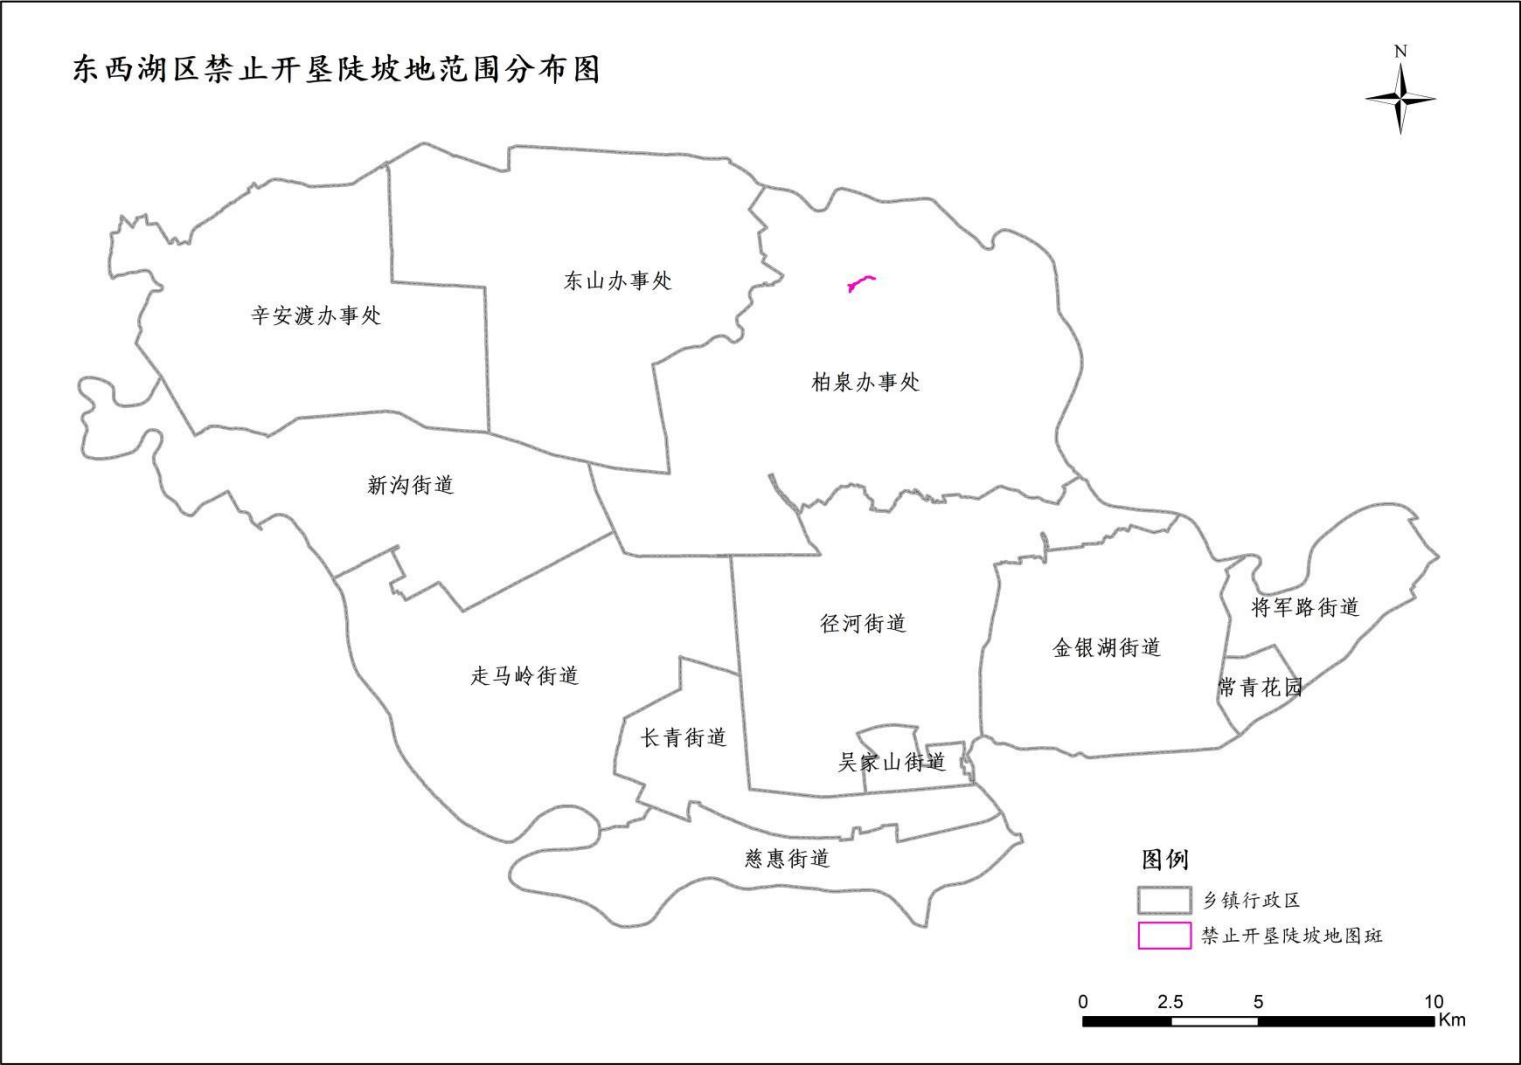 东西湖区禁止开垦陡坡地范围分布图
N
东山办事处
辛安渡办事处
柏泉办事处
新沟街道
将军路街道
径河街道
金银湖街道
走马岭街道
常青花园
长青街道
吴家山街道
慈惠街道
图例
乡镇行政区
禁止开垦陡坡地图斑
0 2.5 5 10
Km